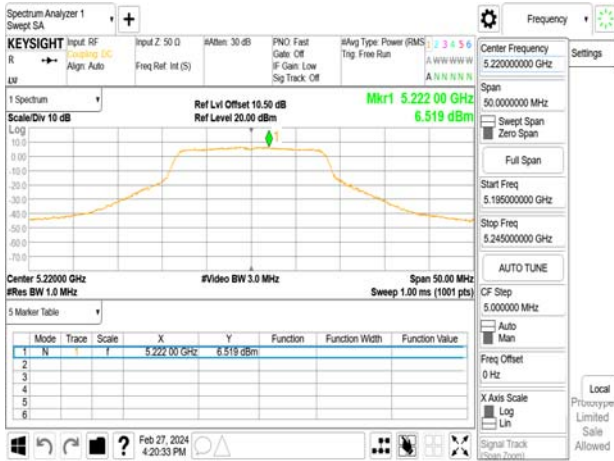 Spectrum Analyzer 1
Swept SA
Frequency
KEYSIGHT Input: RF
R
Coupling: DC
Align: Auto
Input Z: 50 Ω
Freq Ref: Int (S)
#Atten: 30 dB
PNO: Fast
Gate: Off
IF Gain: Low
Sig Track: Off
#Avg Type: Power (RMS
Trig: Free Run
1 2 3 4 5 6
A W W W W W
A N N N N N
1 Spectrum
Scale/Div 10 dB
Ref Lvl Offset 10.50 dB
Ref Level 20.00 dBm
Mkr1 5.222 00 GHz
6.519 dBm
Log
10.0
0.00
-10.0
-20.0
-30.0
-40.0
-50.0
-60.0
-70.0
1
Center 5.22000 GHz
#Res BW 1.0 MHz
#Video BW 3.0 MHz
Span 50.00 MHz
Sweep 1.00 ms (1001 pts)
5 Marker Table
Mode Trace Scale X Y Function Function Width Function Value
1 N 1 f 5.222 00 GHz 6.519 dBm
2
3
4
5
6
Feb 27, 2024
4:20:33 PM
Center Frequency
5.220000000 GHz
Settings
Span
50.0000000 MHz
Swept Span
Zero Span
Full Span
Start Freq
5.195000000 GHz
Stop Freq
5.245000000 GHz
AUTO TUNE
CF Step
5.000000 MHz
Auto
Man
Freq Offset
0 Hz
X Axis Scale
Log
Lin
Signal Track
(Span Zoom)
Local
Prototype
Limited
Sale
Allowed